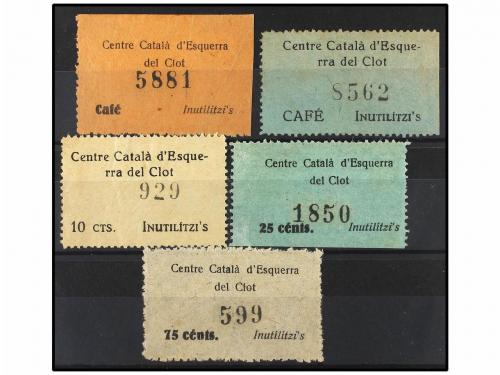 Centre Català d'Esquerra
del Clot
5881
Café Inutilitzi's
Centre Català d'Esque-
rra del Clot
8562
CAFÉ INUTILITZI'S
Centre Català d'Esque-
rra del Clot
929
10 CTS. INUTILITZI'S
Centre Català d'Esquerra
del Clot
1850
25 cénts. Inutilitzi's
Centre Català d'Esquerra
del Clot
599
75 cénts. Inutilitzi's